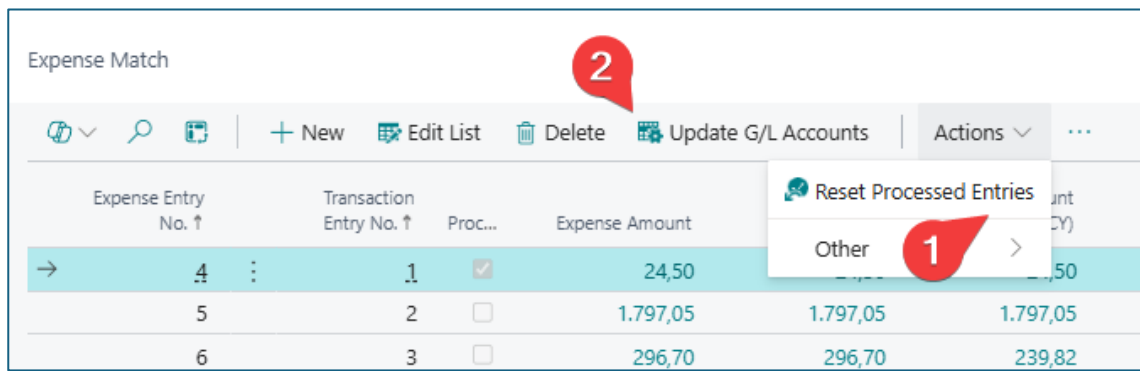 Expense Match
2
New Edit List Delete Update G/L Accounts Actions ...
Reset Processed Entries
Other 1
Expense Entry No. ↑ Transaction Entry No. ↑ Proc... Expense Amount
4 1 24,50
5 2 1.797,05 1.797,05 1.797,05
6 3 296,70 296,70 239,82